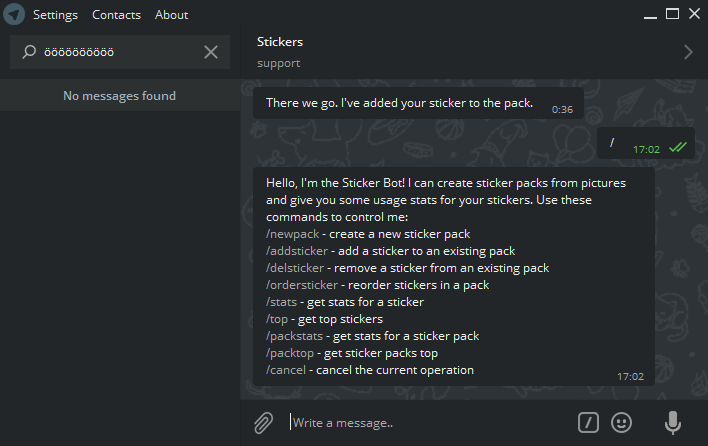 Settings Contacts About
öööööööööö
No messages found
Stickers
support
There we go. I've added your sticker to the pack.
0:36
/
17:02
Hello, I'm the Sticker Bot! I can create sticker packs from pictures
and give you some usage stats for your stickers. Use these
commands to control me:
/newpack - create a new sticker pack
/addsticker - add a sticker to an existing pack
/delsticker - remove a sticker from an existing pack
/ordersticker - reorder stickers in a pack
/stats - get stats for a sticker
/top - get top stickers
/packstats - get stats for a sticker pack
/packtop - get sticker packs top
/cancel - cancel the current operation
17:02
Write a message..
/